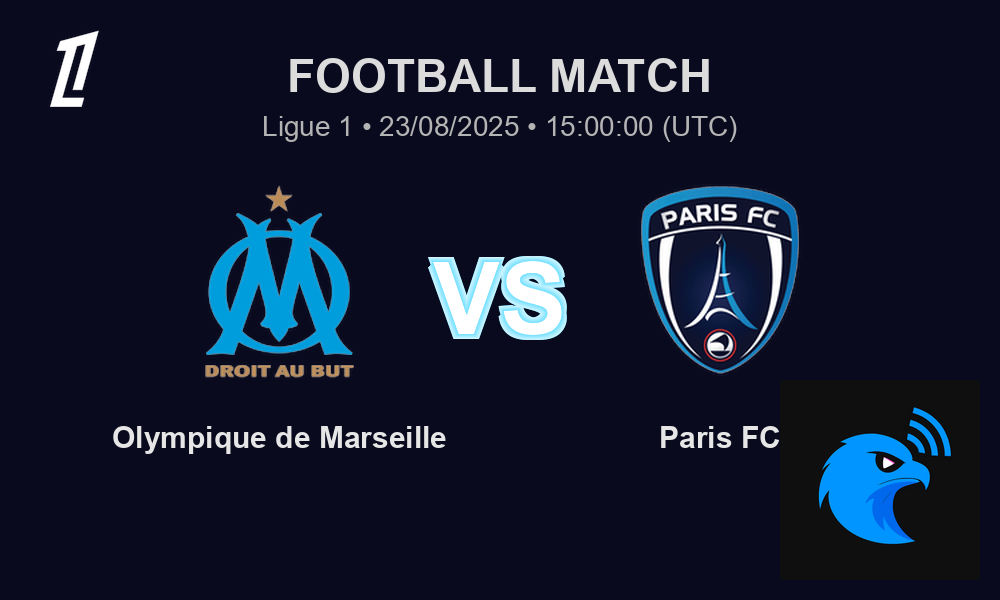 FOOTBALL MATCH
Ligue 1 • 23/08/2025 • 15:00:00 (UTC)
DROIT AU BUT
VS
PARIS FC
Olympique de Marseille
Paris FC